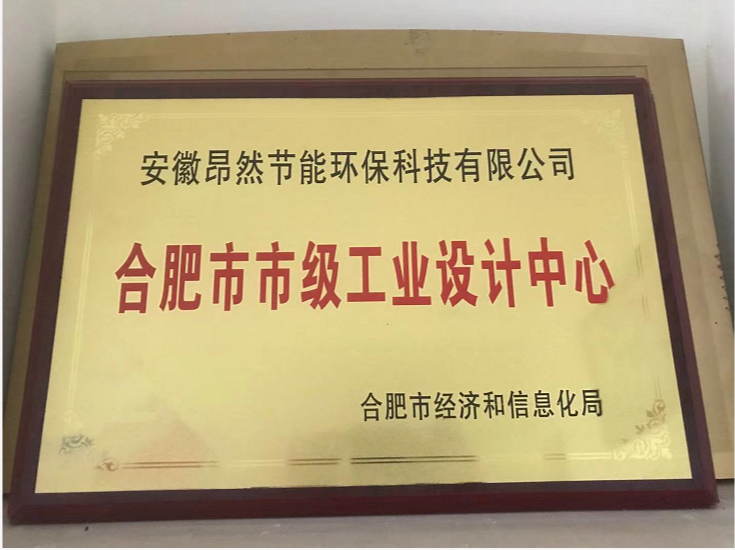 安徽昂然节能环保科技有限公司
合肥市市级工业设计中心
合肥市经济和信息化局